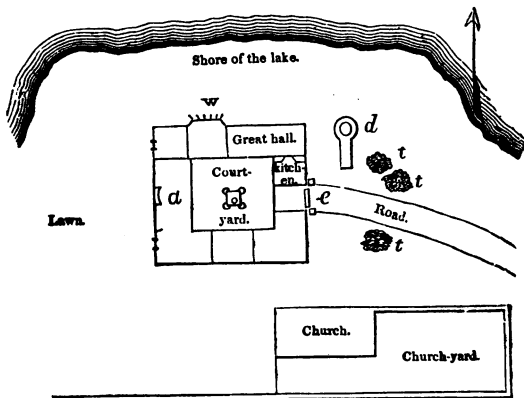 Shore of the lake.
w
d
Great hall.
t
Court-
kitch-
en.
t
a
e
yard.
Road.
Lawn.
t
Church.
Church-yard.